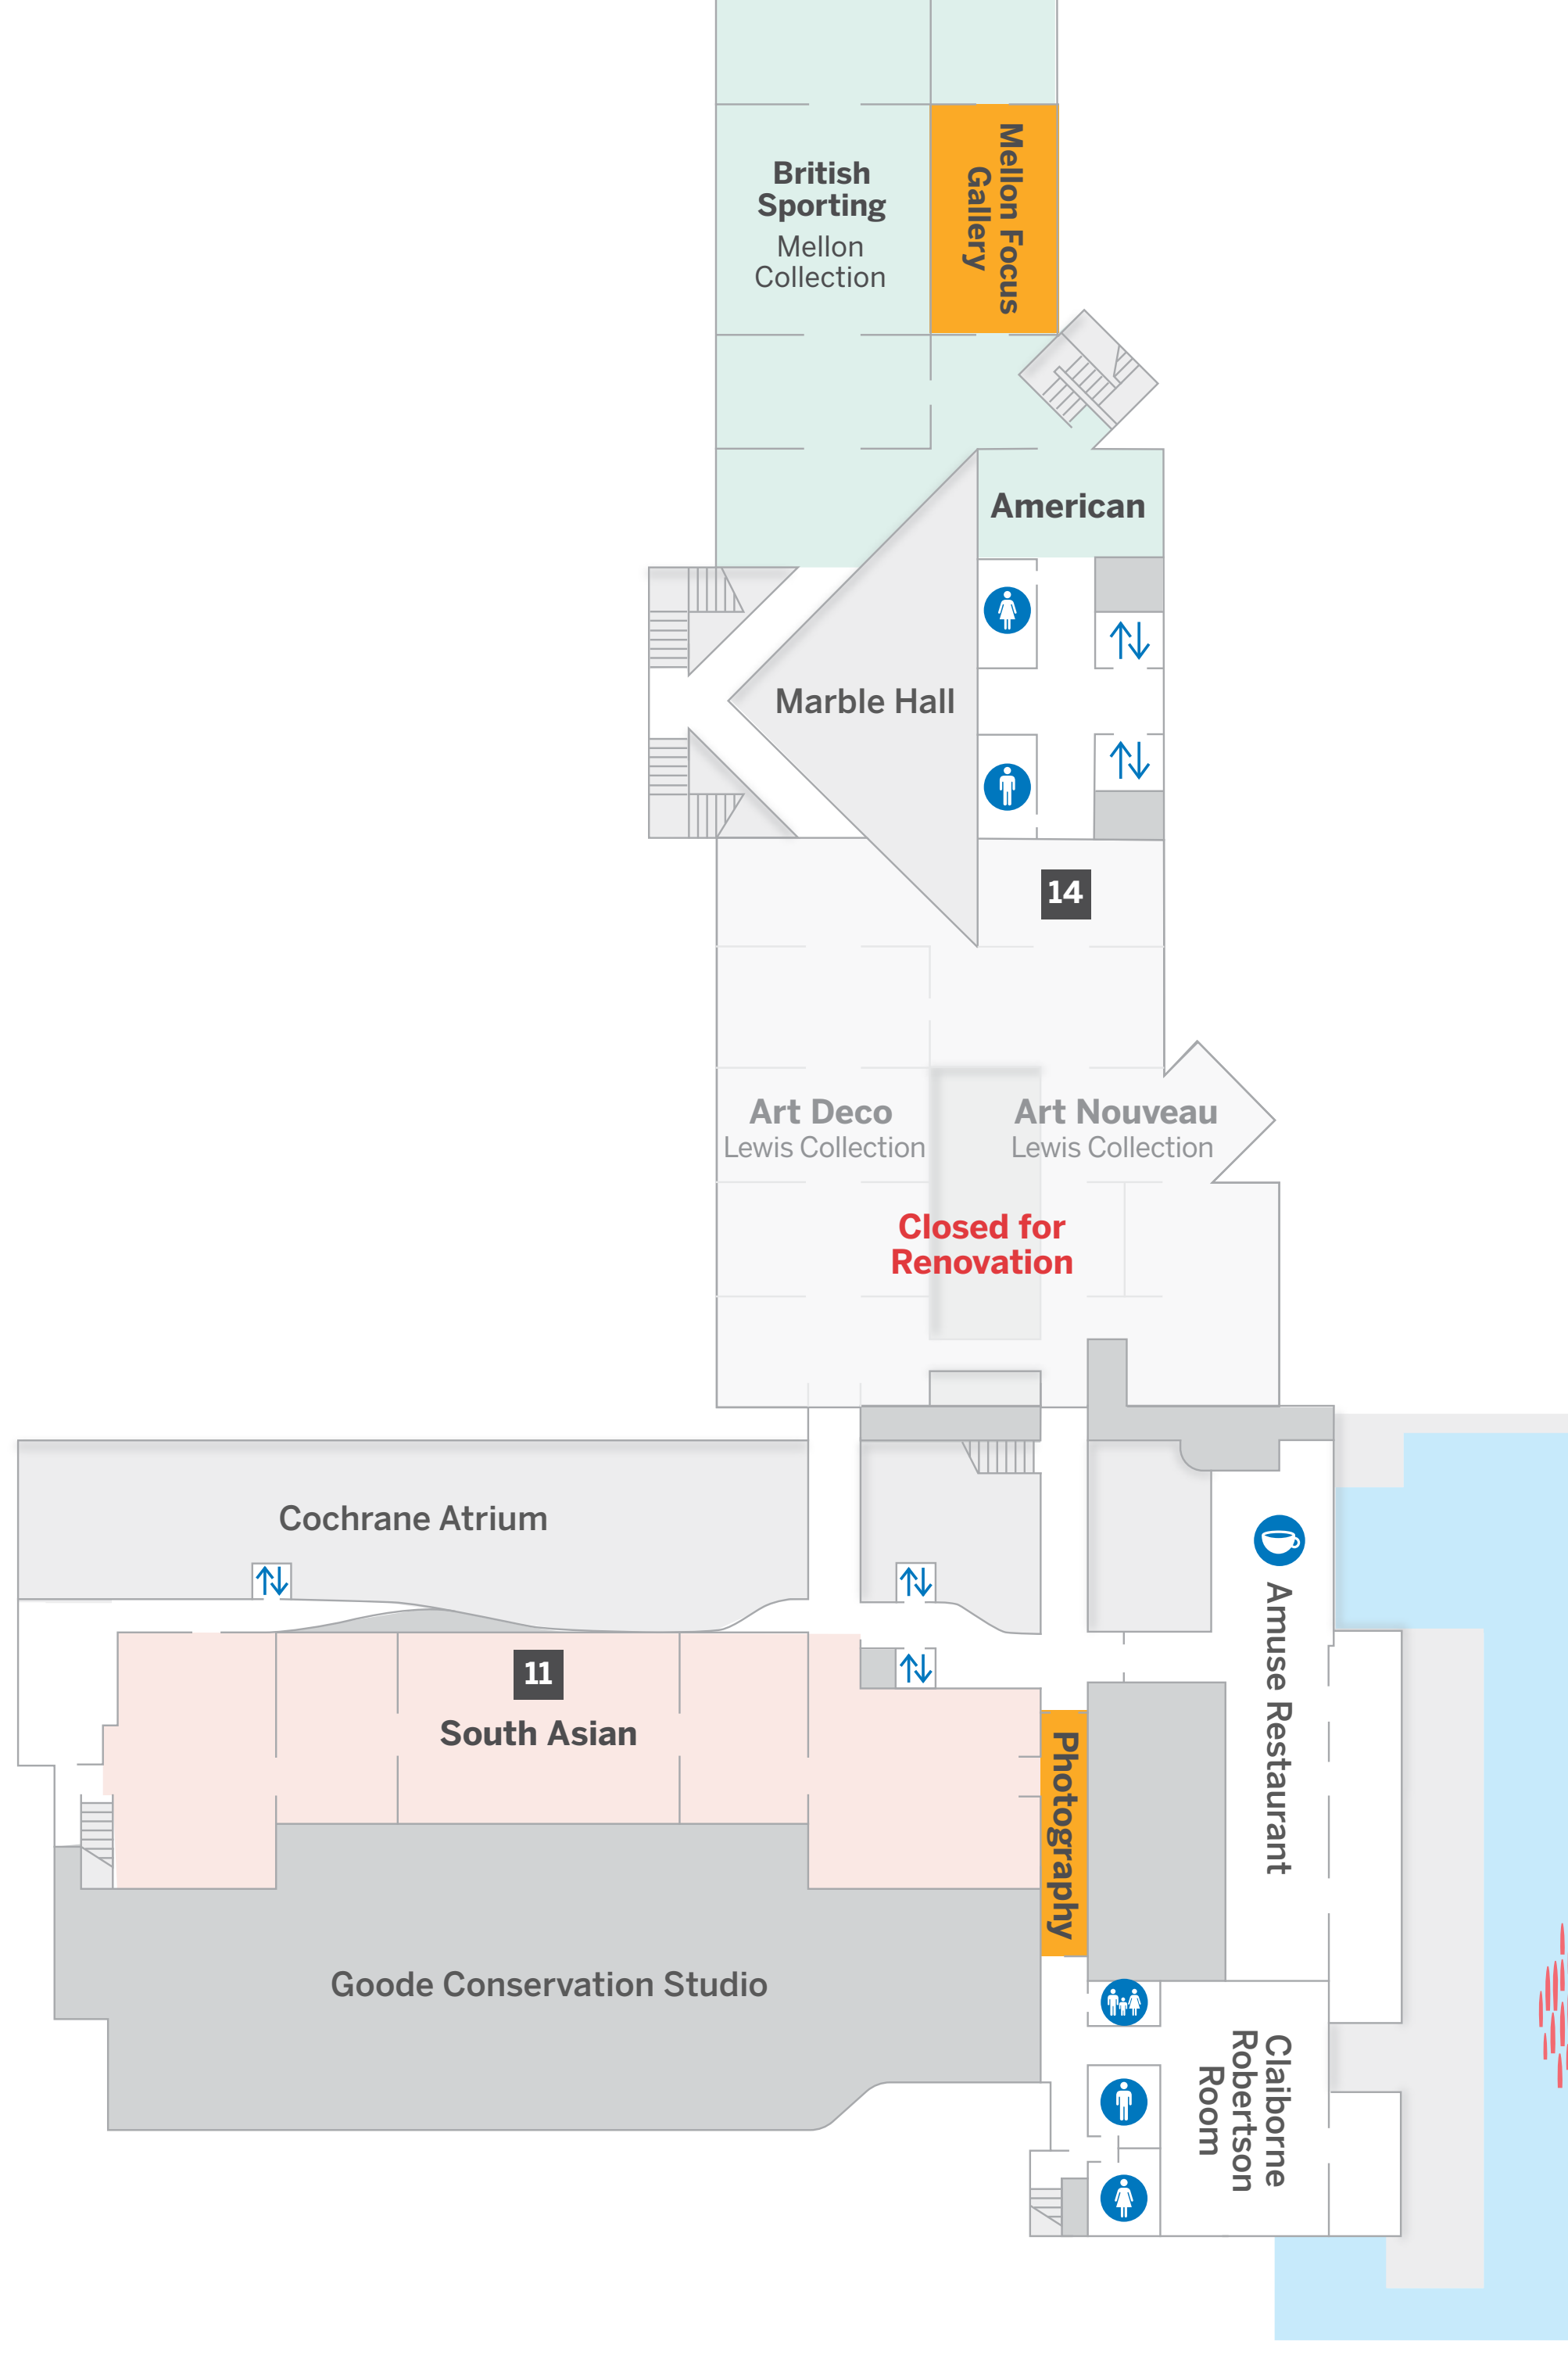 British
Sporting
Mellon
Collection
Mellon Focus
Gallery
American
Marble Hall
14
Art Deco
Lewis Collection
Art Nouveau
Lewis Collection
Closed for
Renovation
Cochrane Atrium
Amuse Restaurant
11
South Asian
Photography
Goode Conservation Studio
Claiborne
Robertson
Room